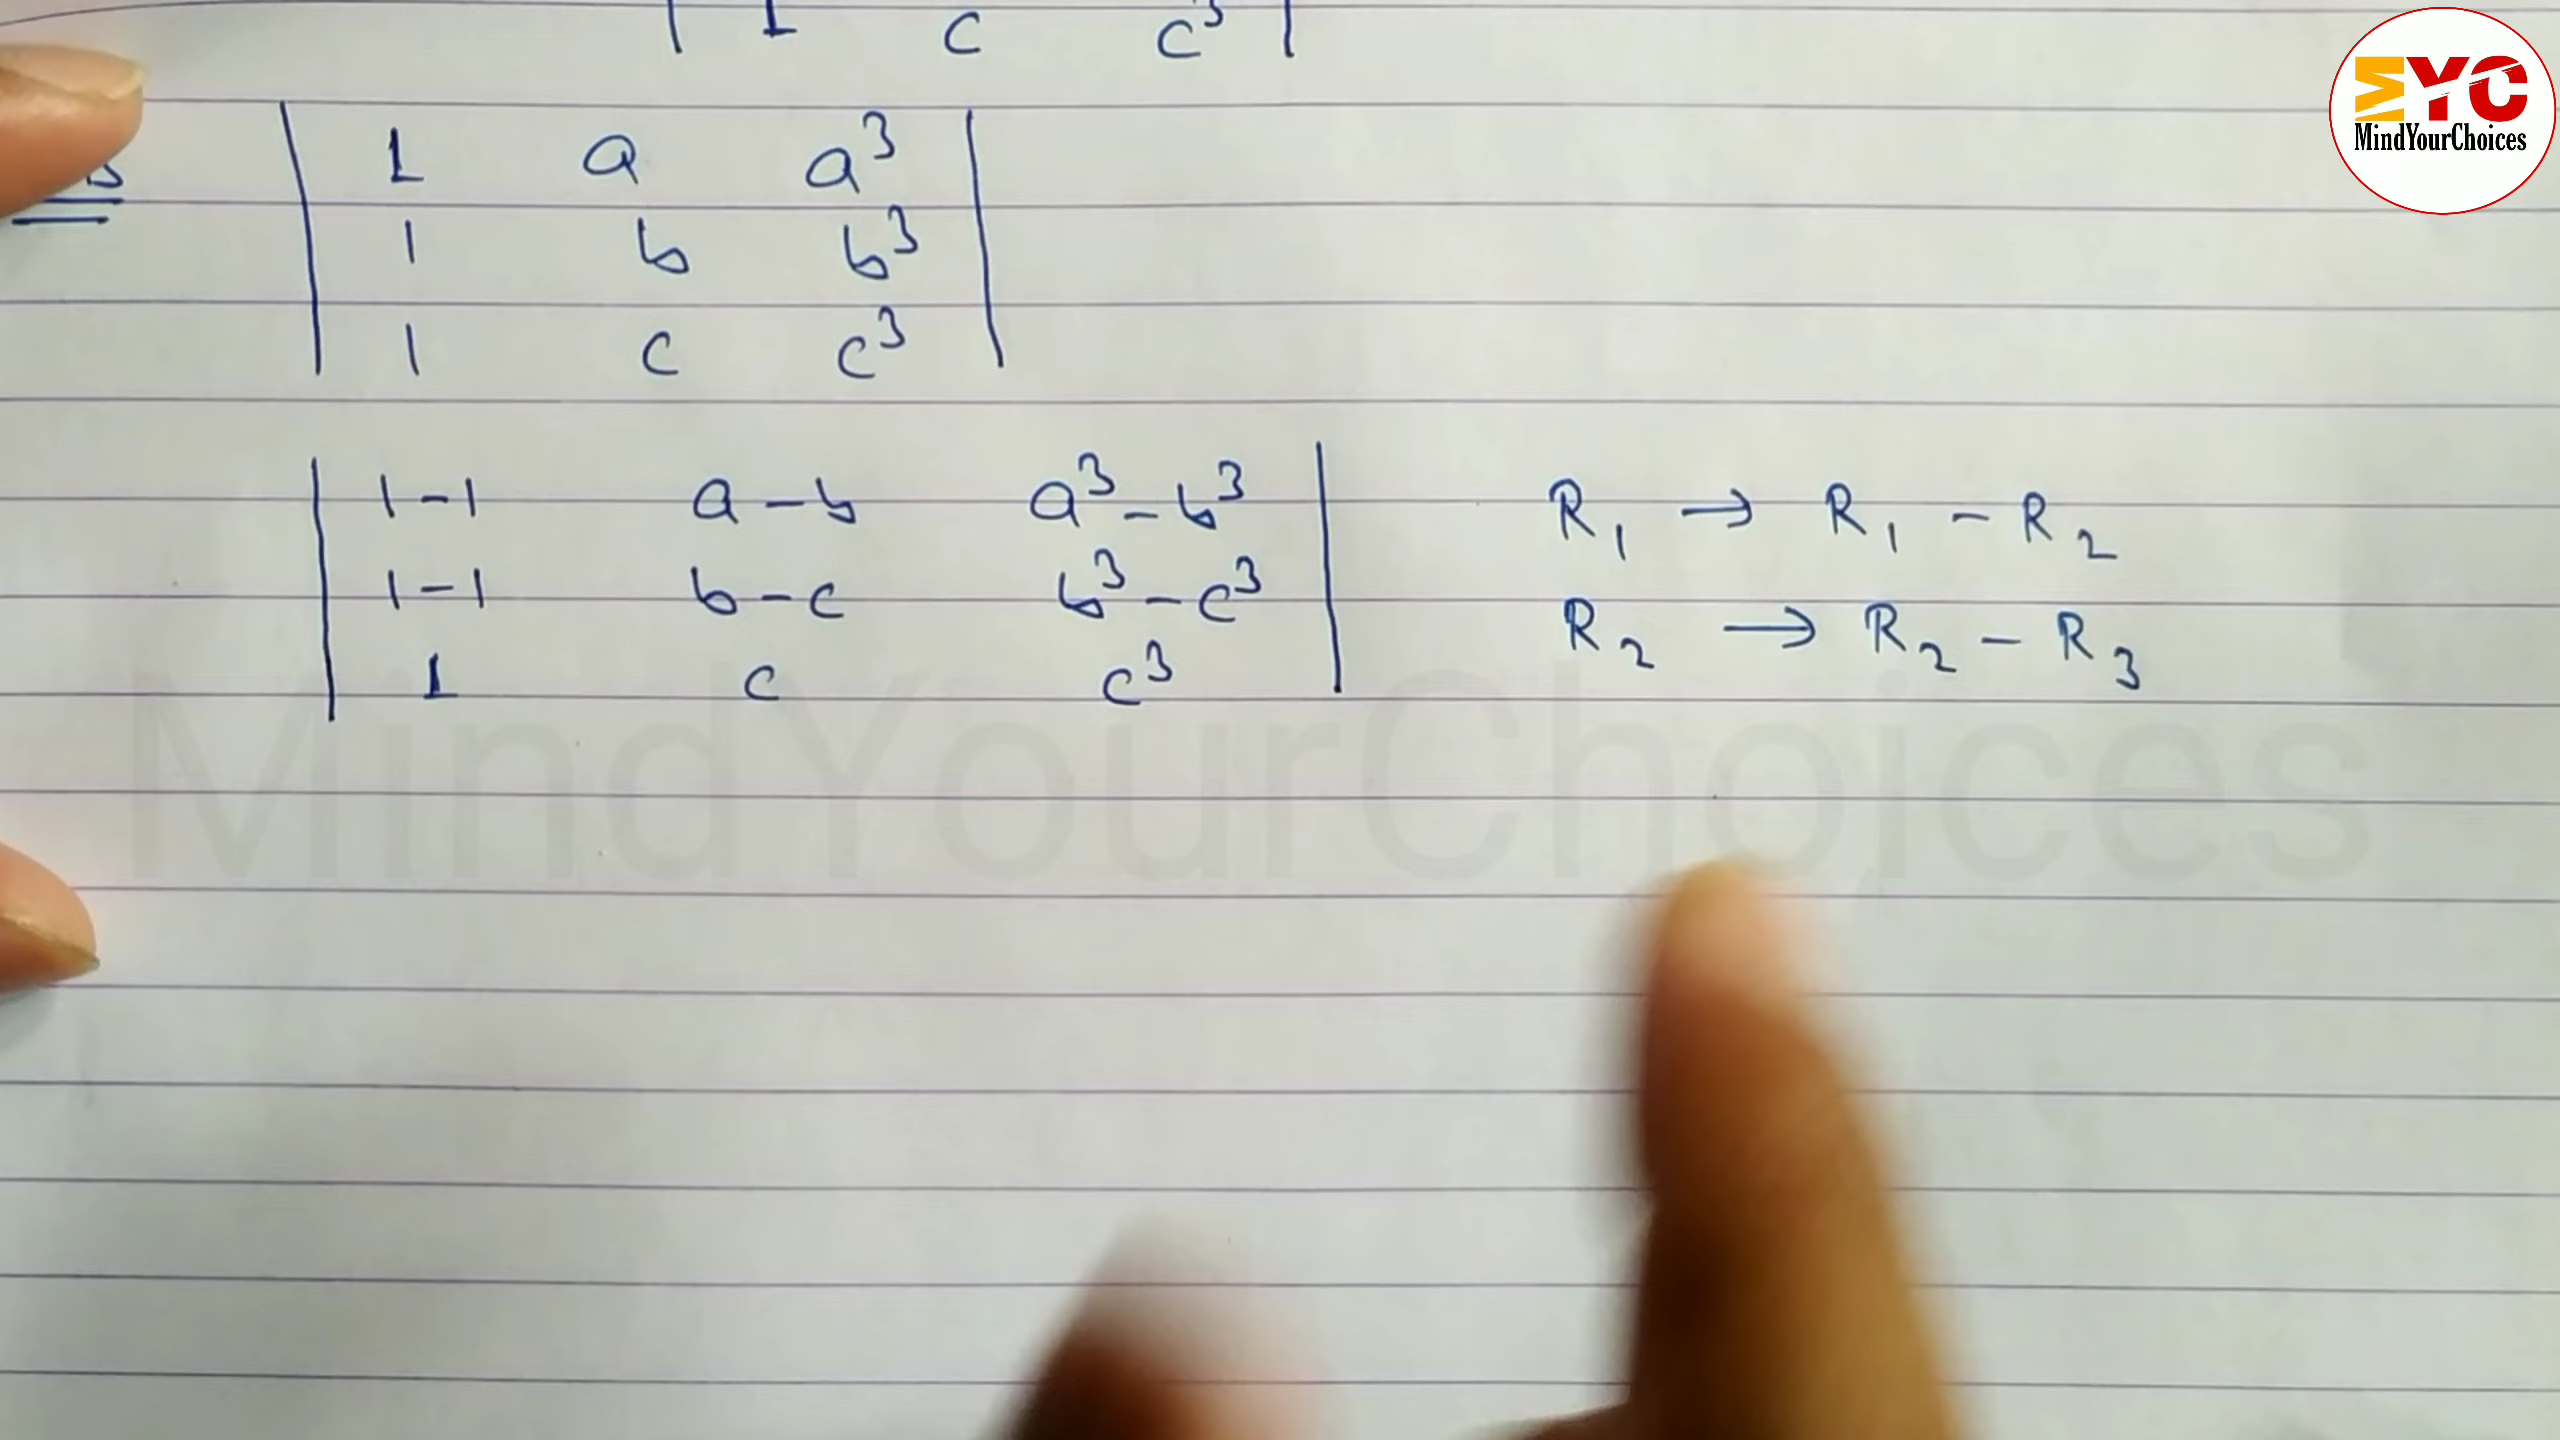 1 c c³
1 a a³
1 b b³
1 c c³
1-1 a-b a³-b³ R₁ → R₁ - R₂
1-1 b-c b³-c³ R₂ → R₂ - R₃
1 c c³
MYC
MindYourChoices
MindYourChoices